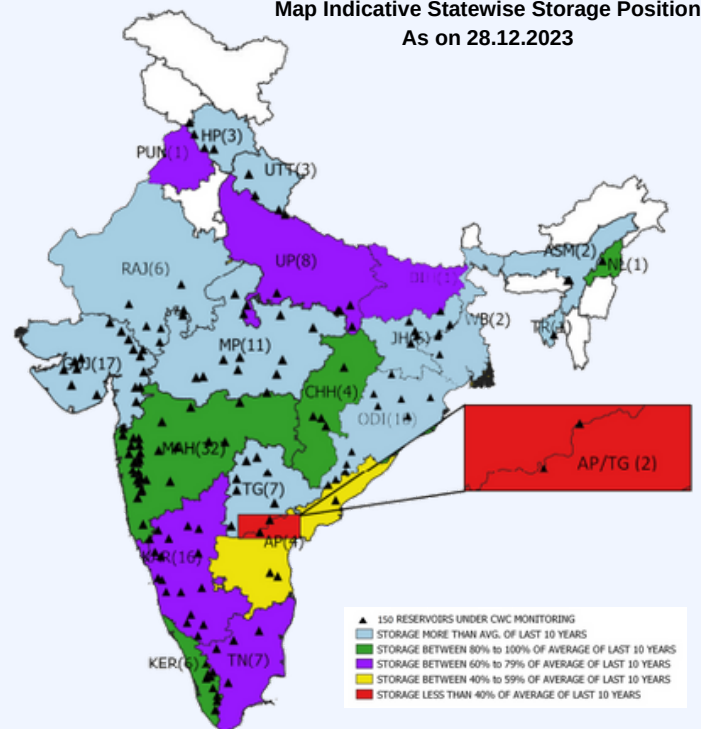 Map Indicative Statewise Storage Position
As on 28.12.2023
HP(3)
PUN(1)
UTT(3)
RAJ(6)
UP(8)
BIH(1)
ASM(2)
NL(1)
TR(1)
WB(2)
JH(6)
MP(11)
GUJ(17)
CHH(4)
ODI(10)
MAH(32)
TG(7)
AP/TG (2)
AP(4)
KAR(16)
KER(6)
TN(7)
150 RESERVOIRS UNDER CWC MONITORING
STORAGE MORE THAN AVG. OF LAST 10 YEARS
STORAGE BETWEEN 80% to 100% OF AVERAGE OF LAST 10 YEARS
STORAGE BETWEEN 60% to 79% OF AVERAGE OF LAST 10 YEARS
STORAGE BETWEEN 40% to 59% OF AVERAGE OF LAST 10 YEARS
STORAGE LESS THAN 40% OF AVERAGE OF LAST 10 YEARS